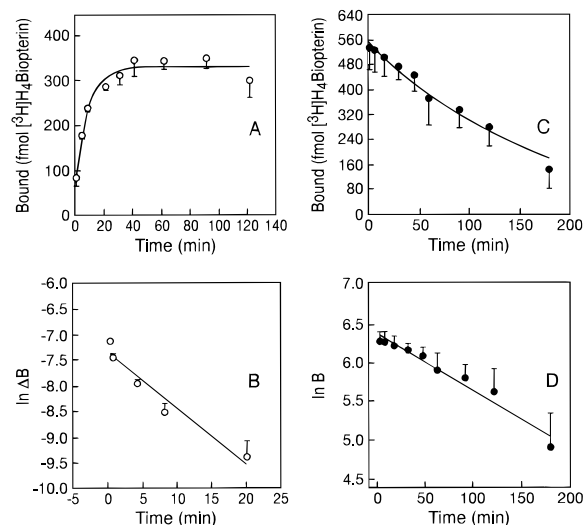 Bound (fmol [³H]H₄Biopterin)
400
300
200
100
0
A
0 20 40 60 80 100 120 140
Time (min)
Bound (fmol [³H]H₄Biopterin)
640
560
480
400
320
240
160
80
0
C
0 50 100 150 200
Time (min)
ln ΔB
-6.0
-6.5
-7.0
-7.5
-8.0
-8.5
-9.0
-9.5
-10.0
B
-5 0 5 10 15 20 25
Time (min)
ln B
7.0
6.5
6.0
5.5
5.0
4.5
D
0 50 100 150 200
Time (min)